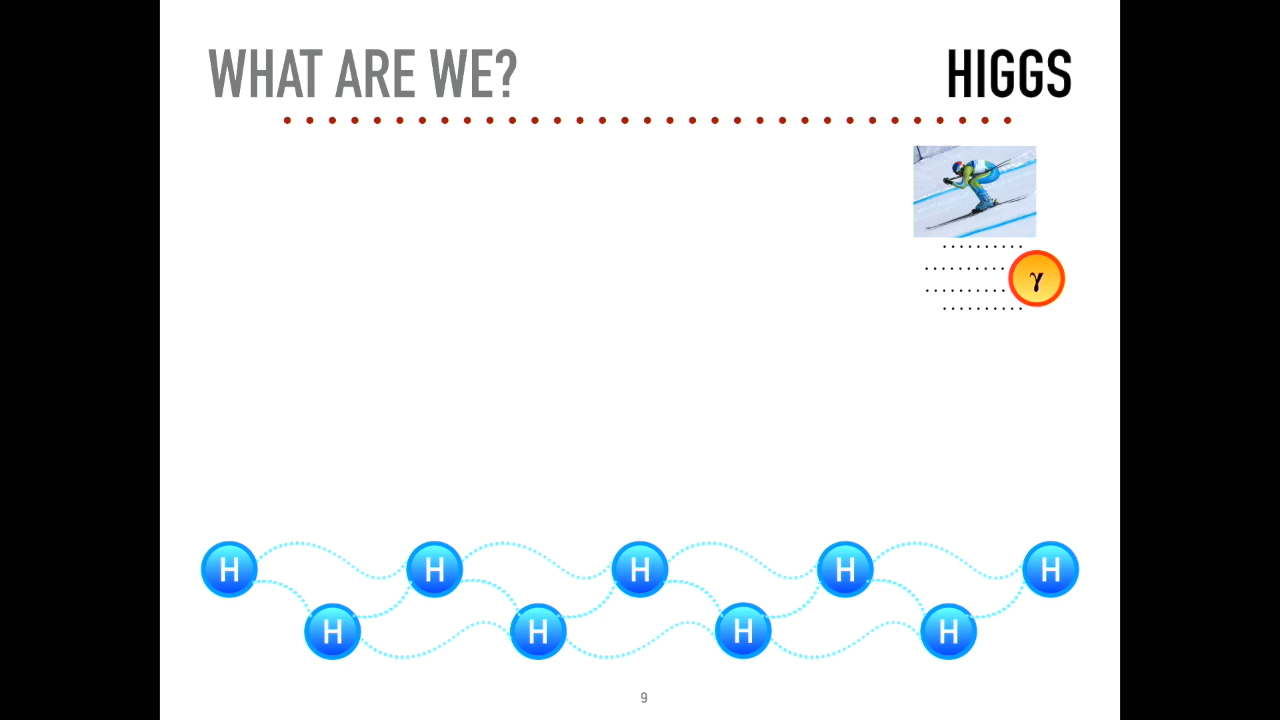 WHAT ARE WE?
HIGGS
γ
H H H H H
H H H H
9